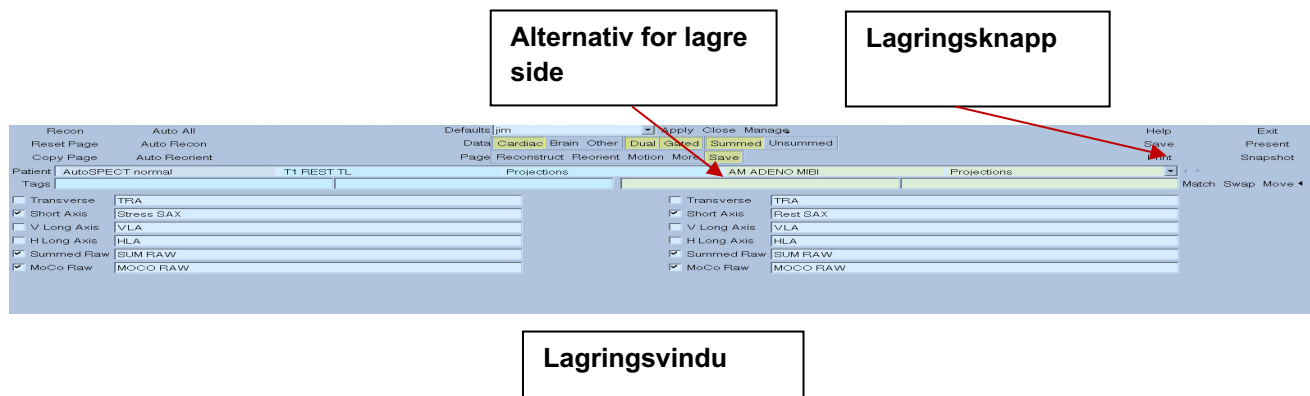 Alternativ for lagre
side
Lagringsknapp
Recon Auto All Defaults jim Apply Close Manage Help Exit
Reset Page Auto Recon Data Cardiac Brain Other Dual Gated Summed Unsummed Save Present
Copy Page Auto Reorient Page Reconstruct Reorient Motion More Save Print Snapshot
Patient AutoSPECT normal T1 REST TL Projections AM ADENO MIBI Projections
Tags Match Swap Move
Transverse TRA Transverse TRA
Short Axis Stress SAX Short Axis Rest SAX
V Long Axis VLA V Long Axis VLA
H Long Axis HLA H Long Axis HLA
Summed Raw SUM RAW Summed Raw SUM RAW
MoCo Raw MOCO RAW MoCo Raw MOCO RAW
Lagringsvindu